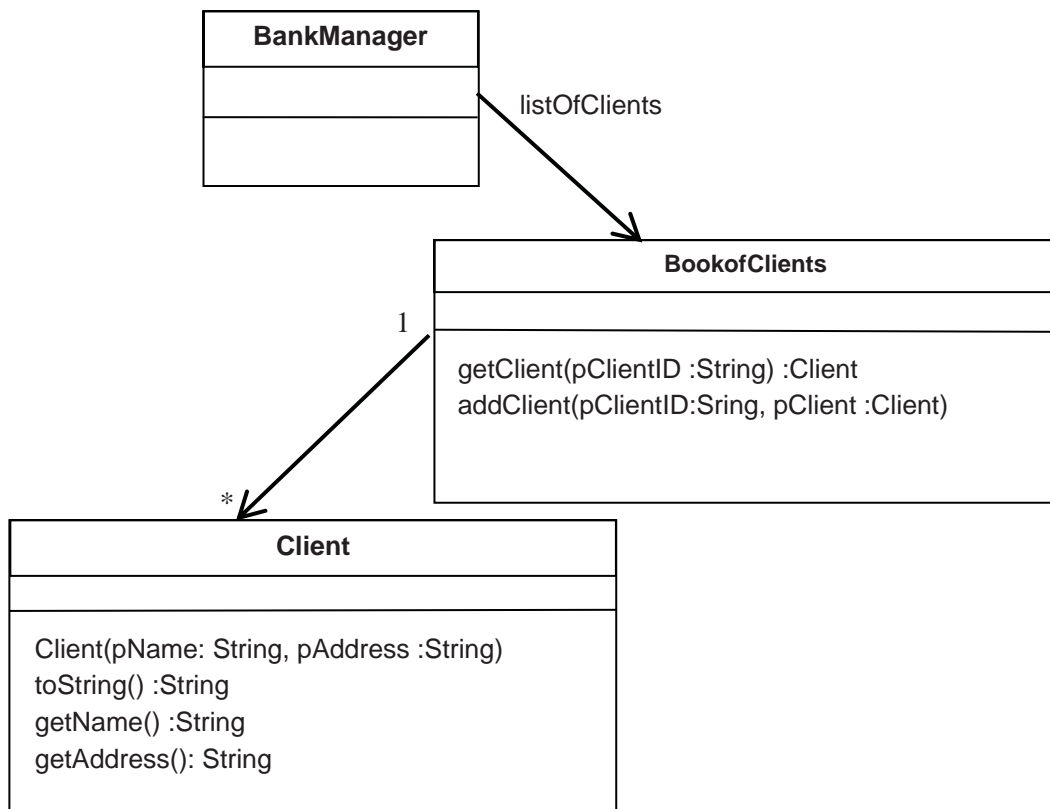 BankManager
listOfClients
BookofClients
1
getClient(pClientID :String) :Client
addClient(pClientID:Sring, pClient :Client)
*
Client
Client(pName: String, pAddress :String)
toString() :String
getName() :String
getAddress(): String